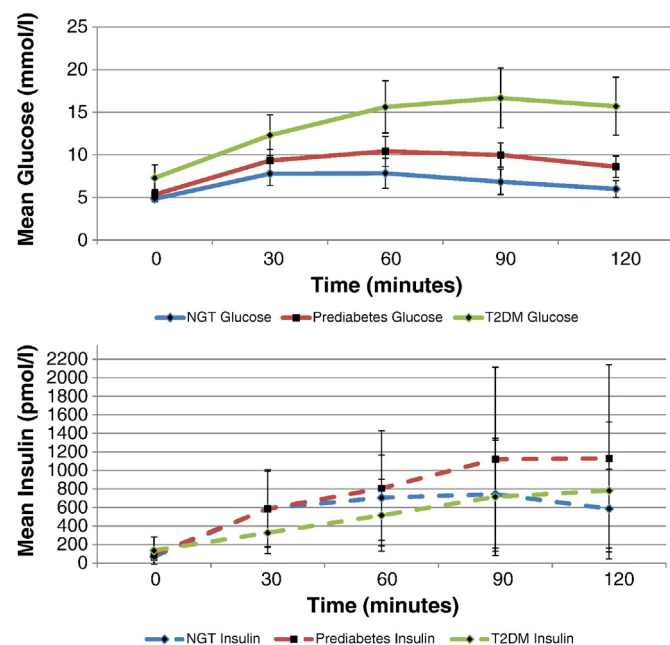 Mean Glucose (mmol/l)
25
20
15
10
5
0
0 30 60 90 120
Time (minutes)
NGT Glucose Prediabetes Glucose T2DM Glucose
Mean Insulin (pmol/l)
2200
2000
1800
1600
1400
1200
1000
800
600
400
200
0
0 30 60 90 120
Time (minutes)
NGT Insulin Prediabetes Insulin T2DM Insulin